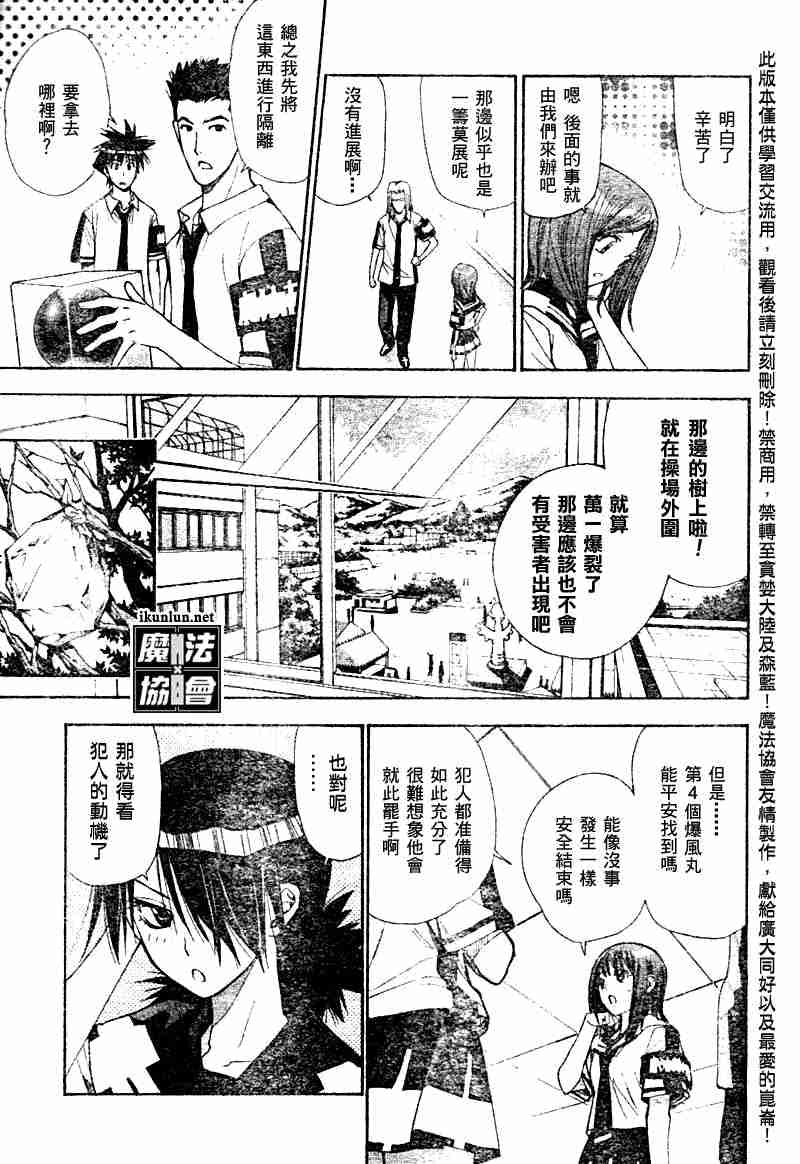 明白了
辛苦了
嗯 後面的事就
由我們來辦吧
那邊似乎也是
一籌莫展呢
沒有進展啊……
總之我先將
這東西進行隔離
要拿去
哪裡啊?
那邊的樹上啦!
就在操場外圍
就算
萬一爆裂了
那邊應該也不會
有受害者出現吧
ikunlun.net
魔法
協會
但是……
第4個爆風丸
能平安找到嗎
能像沒事
發生一樣
安全結束嗎
犯人都准備得
如此充分了
很難想象他會
就此罷手啊
……
也對呢
那就得看
犯人的動機了
此版本僅供學習交流用,觀看後請立刻刪除!禁商用,禁轉至貪婪大陸及森藍!魔法協會友情製作,獻給廣大同好以及最愛的崑崙!